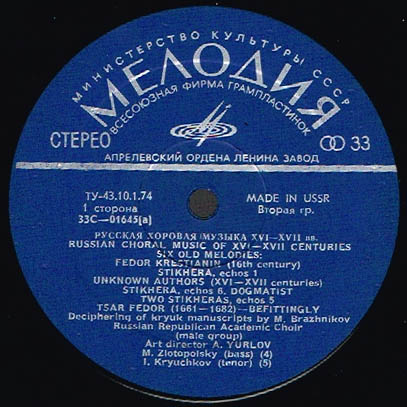 МИНИСТЕРСТВО КУЛЬТУРЫ СССР
МЕЛОДИЯ
ВСЕСОЮЗНАЯ ФИРМА ГРАМПЛАСТИНОК
СТЕРЕО
33
АПРЕЛЕВСКИЙ ОРДЕНА ЛЕНИНА ЗАВОД
ТУ-43.10.1.74
MADE IN USSR
1 сторона
Вторая гр.
33С—01645[a]
РУССКАЯ ХОРОВАЯ МУЗЫКА XVI—XVII вв.
RUSSIAN CHORAL MUSIC OF XVI—XVII CENTURIES
SIX OLD MELODIES:
FEDOR KRESTIANIN (16th century)
STIKHERA, echos 1
UNKNOWN AUTHORS (XVI—XVII centuries)
STIKHERA, echos 6, DOGMATIST
TWO STIKHERAS, echos 5
TSAR FEDOR (1661—1682)—BEFITTINGLY
Deciphering of kryuk manuscripts by M. Brazhnikov
Russian Republican Academic Choir
(male group)
Art director A. YURLOV
M. Zlotopolsky (bass) (4)
I. Kryuchkov (tenor) (5)